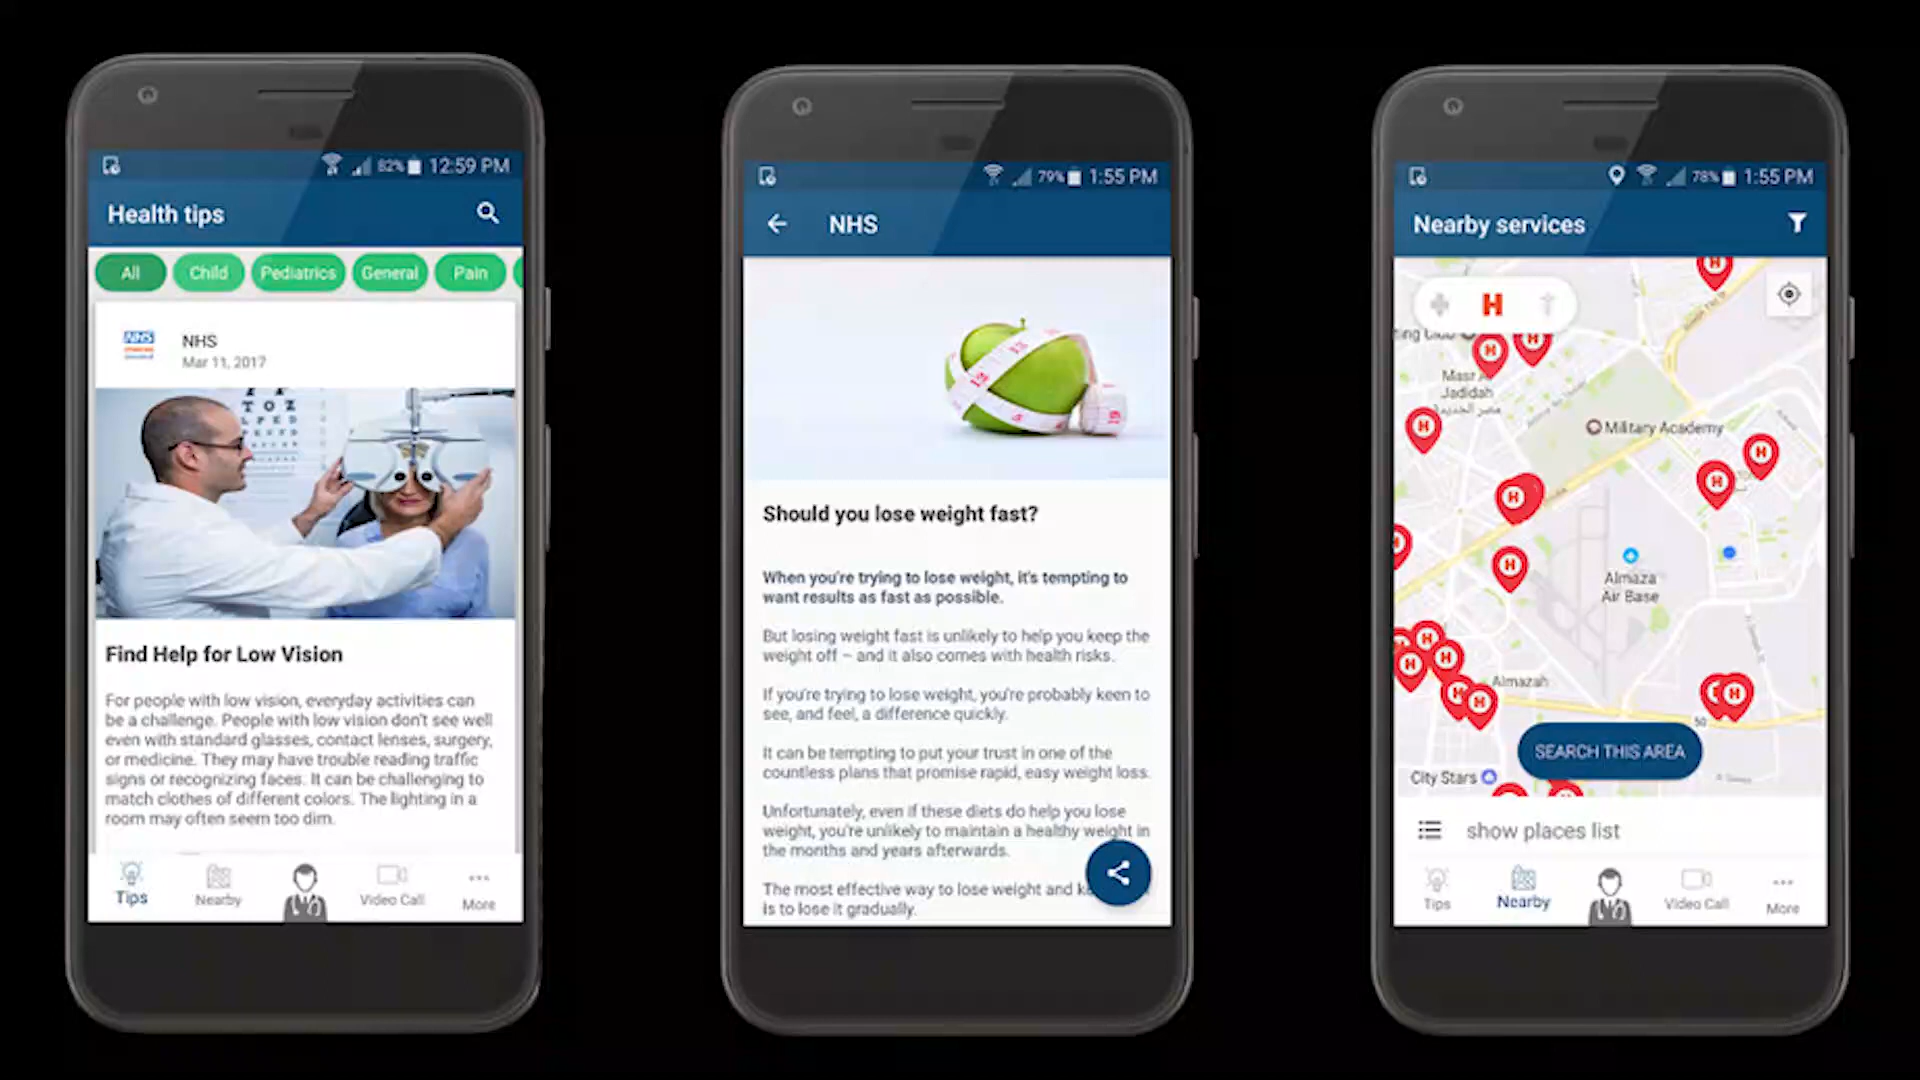 82% 12:59 PM
Health tips
All Child Pediatrics General Pain
NHS
NHS
Mar 11, 2017
TOZ
LPED
Find Help for Low Vision
For people with low vision, everyday activities can
be a challenge. People with low vision don't see well
even with standard glasses, contact lenses, surgery,
or medicine. They may have trouble reading traffic
signs or recognizing faces. It can be challenging to
match clothes of different colors. The lighting in a
room may often seem too dim.
Tips Nearby Video Call More
79% 1:55 PM
NHS
Should you lose weight fast?
When you're trying to lose weight, it's tempting to
want results as fast as possible.
But losing weight fast is unlikely to help you keep the
weight off – and it also comes with health risks.
If you're trying to lose weight, you're probably keen to
see, and feel, a difference quickly.
It can be tempting to put your trust in one of the
countless plans that promise rapid, easy weight loss.
Unfortunately, even if these diets do help you lose
weight, you're unlikely to maintain a healthy weight in
the months and years afterwards.
The most effective way to lose weight and k
is to lose it gradually.
78% 1:55 PM
Nearby services
H
ting Club
Masr A
Jadidah
مصر الجديدة
Military Academy
Almaza
Air Base
Almazah
50
SEARCH THIS AREA
City Stars
show places list
Tips Nearby Video Call More